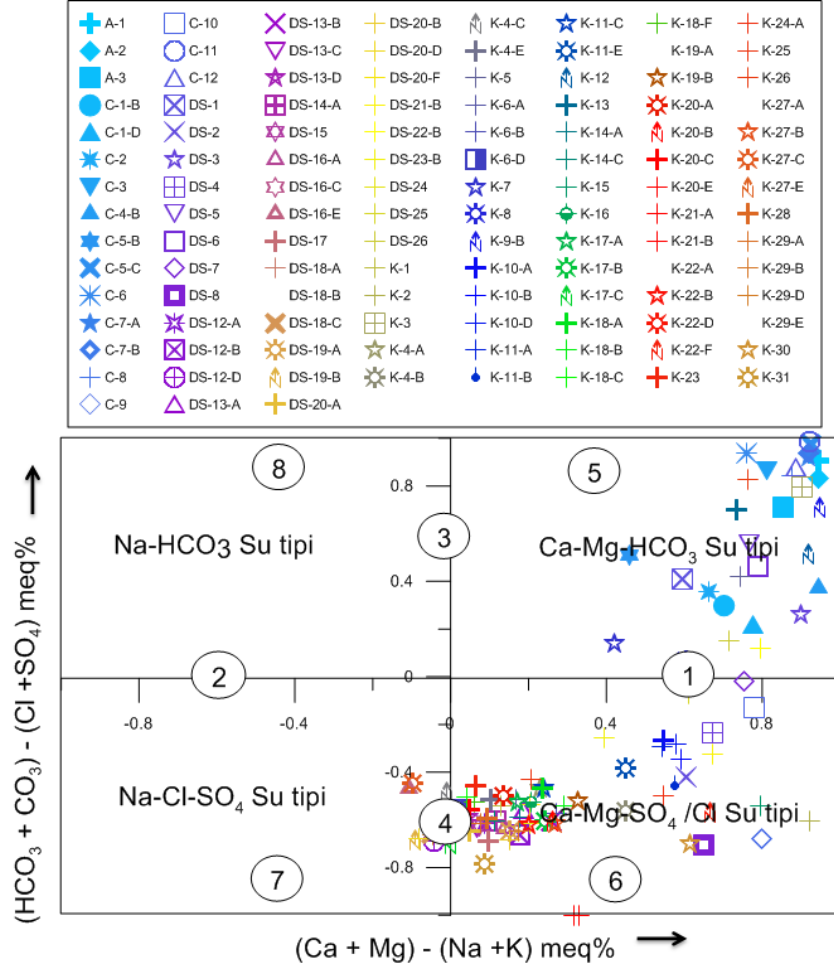 A-1
A-2
A-3
C-1-B
C-1-D
C-2
C-3
C-4-B
C-5-B
C-5-C
C-6
C-7-A
C-7-B
C-8
C-9
C-10
C-11
C-12
DS-1
DS-2
DS-3
DS-4
DS-5
DS-6
DS-7
DS-8
DS-12-A
DS-12-B
DS-12-D
DS-13-A
DS-13-B
DS-13-C
DS-13-D
DS-14-A
DS-15
DS-16-A
DS-16-C
DS-16-E
DS-17
DS-18-A
DS-18-B
DS-18-C
DS-19-A
DS-19-B
DS-20-A
DS-20-B
DS-20-D
DS-20-F
DS-21-B
DS-22-B
DS-23-B
DS-24
DS-25
DS-26
K-1
K-2
K-3
K-4-A
K-4-B
K-4-C
K-4-E
K-5
K-6-A
K-6-B
K-6-D
K-7
K-8
K-9-B
K-10-A
K-10-B
K-10-D
K-11-A
K-11-B
K-11-C
K-11-E
K-12
K-13
K-14-A
K-14-C
K-15
K-16
K-17-A
K-17-B
K-17-C
K-18-A
K-18-B
K-18-C
K-18-F
K-19-A
K-19-B
K-20-A
K-20-B
K-20-C
K-20-E
K-21-A
K-21-B
K-22-A
K-22-B
K-22-D
K-22-F
K-23
K-24-A
K-25
K-26
K-27-A
K-27-B
K-27-C
K-27-E
K-28
K-29-A
K-29-B
K-29-D
K-29-E
K-30
K-31
8
5
0.8
Na-HCO3 Su tipi
3
Ca-Mg-HCO₃ Su tipi
0.4
2
0
1
-0.4
-0
0.4
0.8
-0.4
Na-Cl-SO₄ Su tipi
4
Ca-Mg-SO₄ /Cl Su tipi
-0.8
7
6
(HCO₃ + CO₃) - (Cl +SO₄) meq%
(Ca + Mg) - (Na +K) meq%